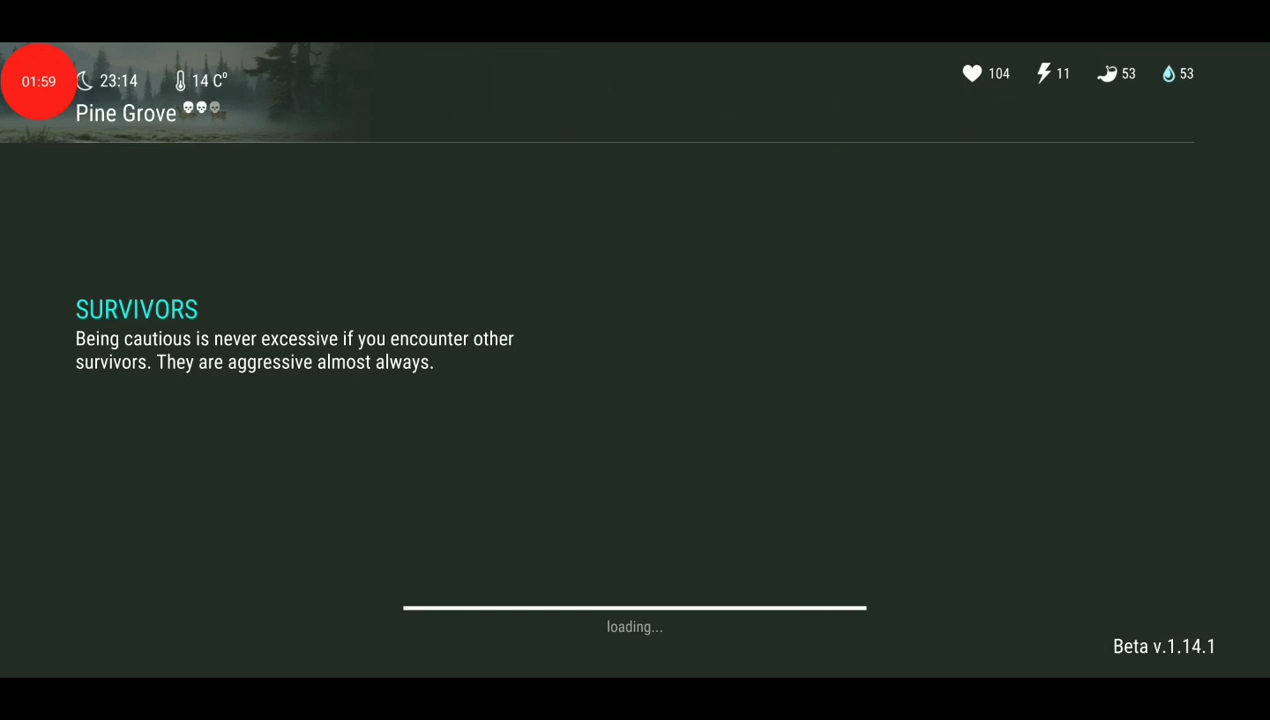 01:59
23:14 14 C⁰
104 11 53 53
Pine Grove
SURVIVORS
Being cautious is never excessive if you encounter other
survivors. They are aggressive almost always.
loading...
Beta v.1.14.1